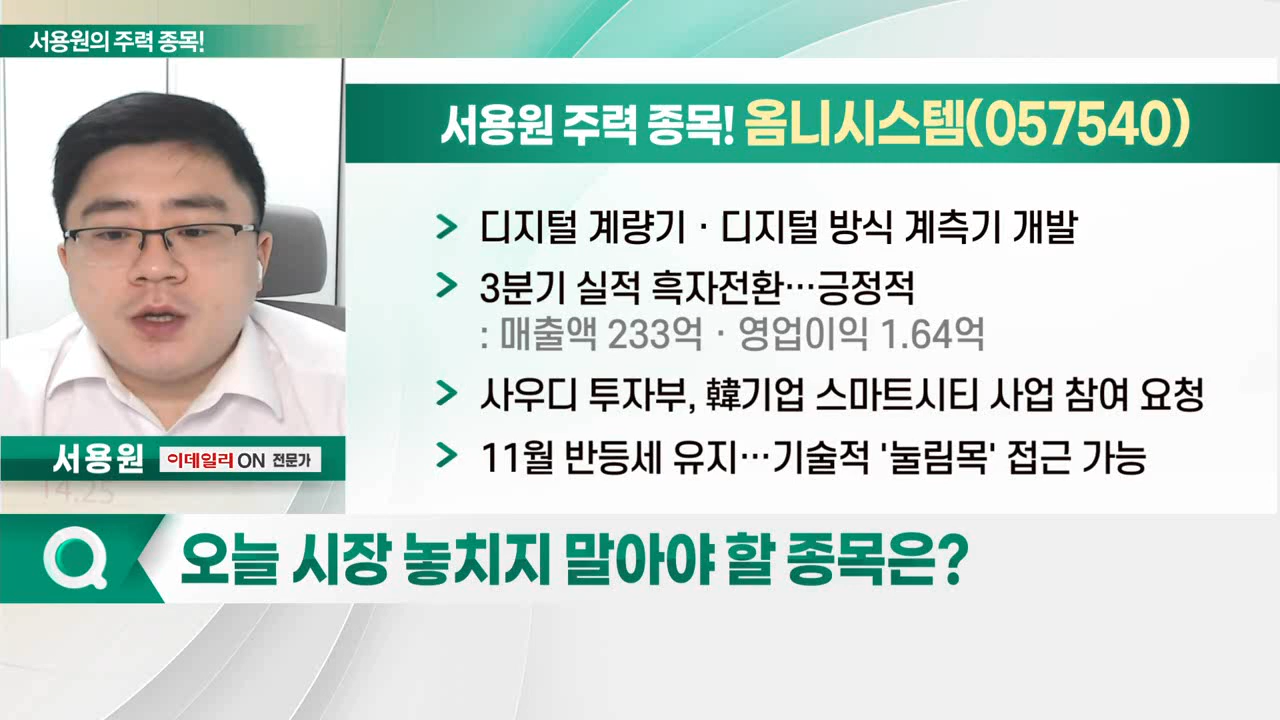 서용원의 주력 종목!
서용원 주력 종목! 옴니시스템(057540)
> 디지털 계량기 · 디지털 방식 계측기 개발
> 3분기 실적 흑자전환…긍정적
: 매출액 233억 · 영업이익 1.64억
> 사우디 투자부, 韓기업 스마트시티 사업 참여 요청
> 11월 반등세 유지…기술적 '눌림목' 접근 가능
서용원 이데일리 ON 전문가
14.25
Q 오늘 시장 놓치지 말아야 할 종목은?